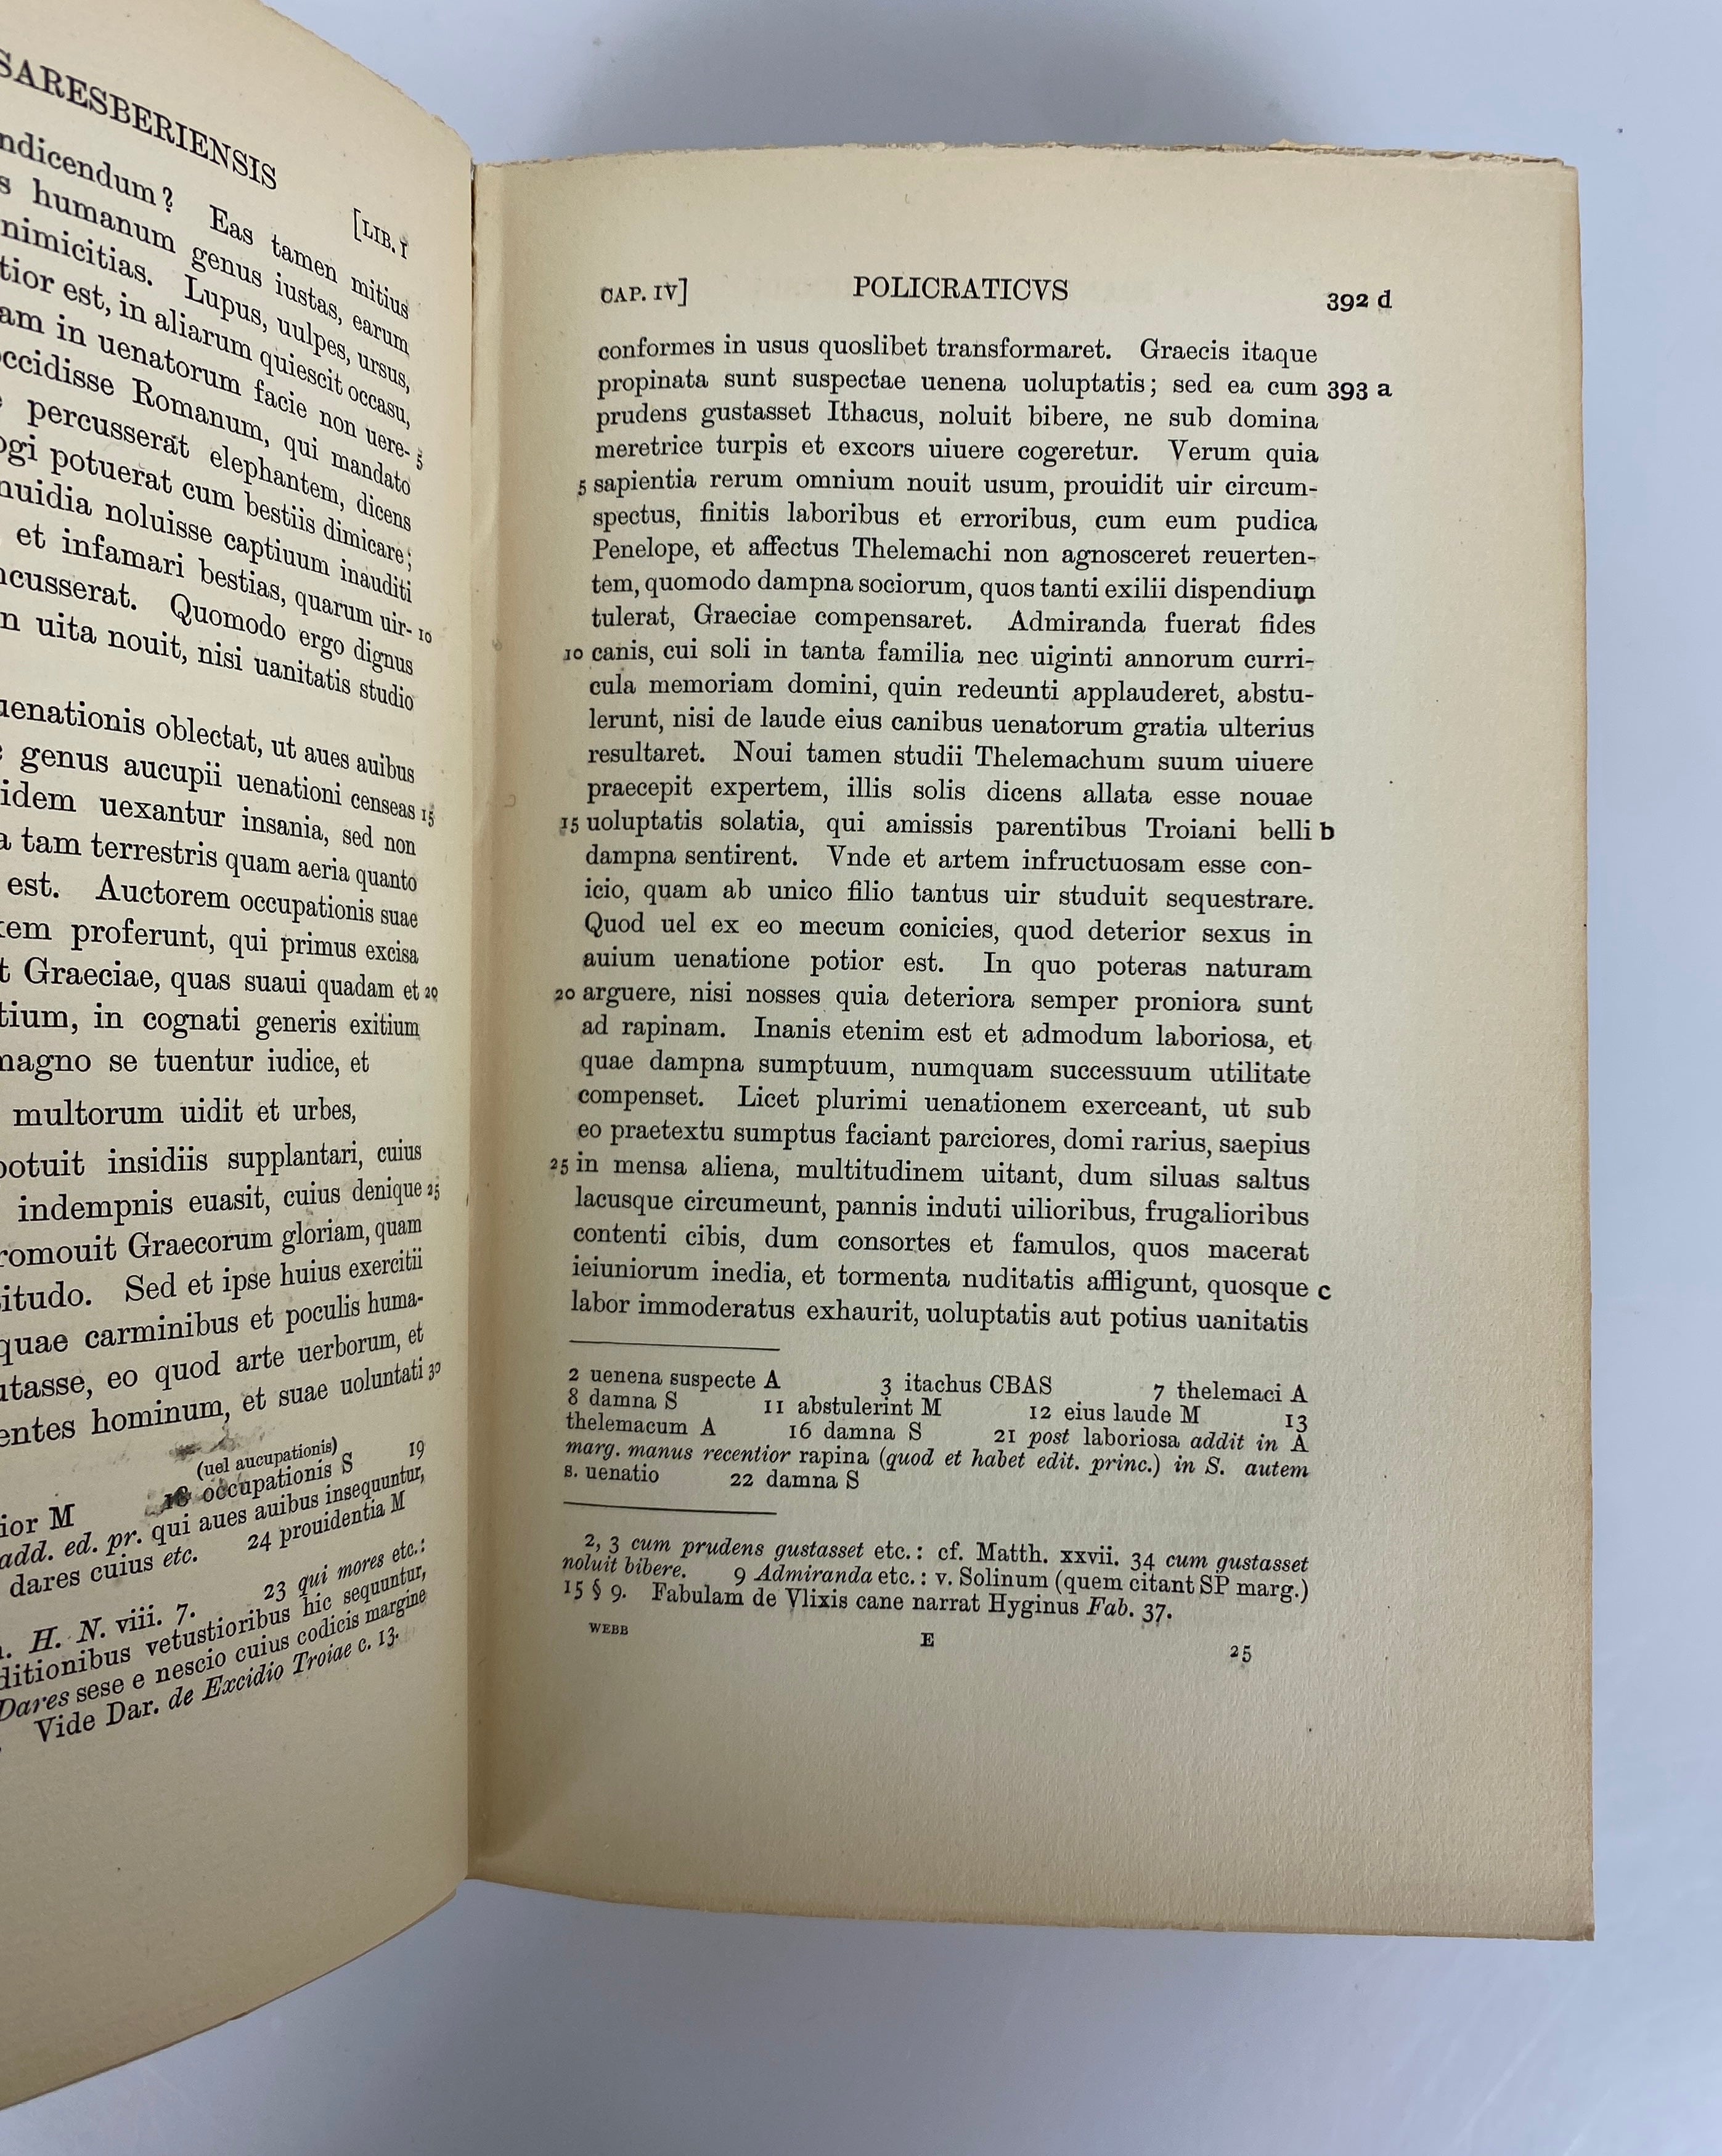 SARESBERIENSIS
[LIB. I
Eas tamen mitius
humanum genus iustas, earum
Lupus, uulpes, ursus,
est, in aliarum quiescit occasu,
in uenatorum facie non uere- 5
Romanum, qui mandato
percusserat elephantem, dicens
potuerat cum bestiis dimicare;
noluisse captiuum inauditi
et infamari bestias, quarum uir- 10
Quomodo ergo dignus
uita nouit, nisi uanitatis studio
oblectat, ut aues auibus
genus aucupii uenationi censeas 15
uexantur insania, sed non
tam terrestris quam aeria quanto
est. Auctorem occupationis suae
proferunt, qui primus excisa
Graeciae, quas suaui quadam et 20
in cognati generis exitium
se tuentur iudice, et
multorum uidit et urbes,
insidiis supplantari, cuius
indempnis euasit, cuius denique 25
Graecorum gloriam, quam
Sed et ipse huius exercitii
quae carminibus et poculis huma-
eo quod arte uerborum, et
hominum, et suae uoluntati 30
(uel aucupationis)
M 18 occupationis S 19
add. ed. pr. qui aues auibus insequuntur,
dares cuius etc. 24 prouidentia M
23 qui mores etc.:
H. N. viii. 7.
uetustioribus hic sequuntur,
Dares sese e nescio cuius codicis margine
Vide Dar. de Excidio Troiae c. 13.
CAP. IV] POLICRATICVS 392 d
conformes in usus quoslibet transformaret. Graecis itaque
propinata sunt suspectae uenena uoluptatis; sed ea cum 393 a
prudens gustasset Ithacus, noluit bibere, ne sub domina
meretrice turpis et excors uiuere cogeretur. Verum quia
5 sapientia rerum omnium nouit usum, prouidit uir circum-
spectus, finitis laboribus et erroribus, cum eum pudica
Penelope, et affectus Thelemachi non agnosceret reuerten-
tem, quomodo dampna sociorum, quos tanti exilii dispendium
tulerat, Graeciae compensaret. Admiranda fuerat fides
10 canis, cui soli in tanta familia nec uiginti annorum curri-
cula memoriam domini, quin redeunti applauderet, abstu-
lerunt, nisi de laude eius canibus uenatorum gratia ulterius
resultaret. Noui tamen studii Thelemachum suum uiuere
praecepit expertem, illis solis dicens allata esse nouae
15 uoluptatis solatia, qui amissis parentibus Troiani belli b
dampna sentirent. Vnde et artem infructuosam esse con-
icio, quam ab unico filio tantus uir studuit sequestrare.
Quod uel ex eo mecum conicies, quod deterior sexus in
auium uenatione potior est. In quo poteras naturam
20 arguere, nisi nosses quia deteriora semper proniora sunt
ad rapinam. Inanis etenim est et admodum laboriosa, et
quae dampna sumptuum, numquam successuum utilitate
compenset. Licet plurimi uenationem exerceant, ut sub
eo praetextu sumptus faciant parciores, domi rarius, saepius
25 in mensa aliena, multitudinem uitant, dum siluas saltus
lacusque circumeunt, pannis induti uilioribus, frugalioribus
contenti cibis, dum consortes et famulos, quos macerat
ieiuniorum inedia, et tormenta nuditatis affligunt, quosque c
labor immoderatus exhaurit, uoluptatis aut potius uanitatis
2 uenena suspecte A 3 itachus CBAS 7 thelemaci A
8 damna S 11 abstulerint M 12 eius laude M 13
thelemacum A 16 damna S 21 post laboriosa addit in A
marg. manus recentior rapina (quod et habet edit. princ.) in S. autem
s. uenatio 22 damna S
2, 3 cum prudens gustasset etc.: cf. Matth. xxvii. 34 cum gustasset
noluit bibere. 9 Admiranda etc.: v. Solinum (quem citant SP marg.)
15 § 9. Fabulam de Vlixis cane narrat Hyginus Fab. 37.
WEBB E 25